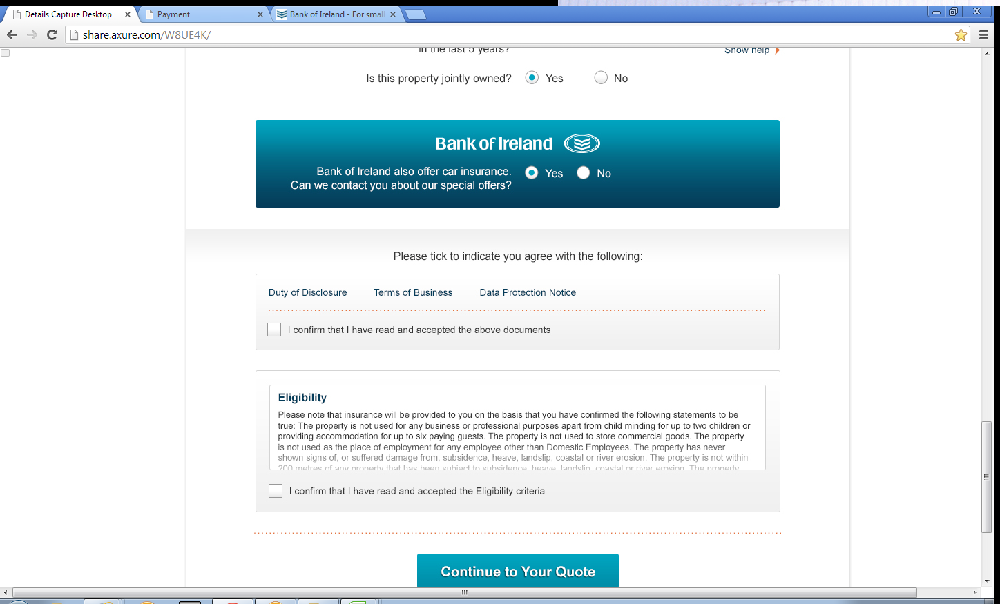 Details Capture Desktop
Payment
Bank of Ireland - For small
share.axure.com/W8UE4K/
in the last 5 years?
Show help
Is this property jointly owned? Yes No
Bank of Ireland
Bank of Ireland also offer car insurance. Yes No
Can we contact you about our special offers?
Please tick to indicate you agree with the following:
Duty of Disclosure Terms of Business Data Protection Notice
I confirm that I have read and accepted the above documents
Eligibility
Please note that insurance will be provided to you on the basis that you have confirmed the following statements to be
true: The property is not used for any business or professional purposes apart from child minding for up to two children or
providing accommodation for up to six paying guests. The property is not used to store commercial goods. The property
is not used as the place of employment for any employee other than Domestic Employees. The property has never
shown signs of, or suffered damage from, subsidence, heave, landslip, coastal or river erosion. The property is not within
200 metres of any property that has been subject to subsidence, heave, landslip, coastal or river erosion. The property
I confirm that I have read and accepted the Eligibility criteria
Continue to Your Quote